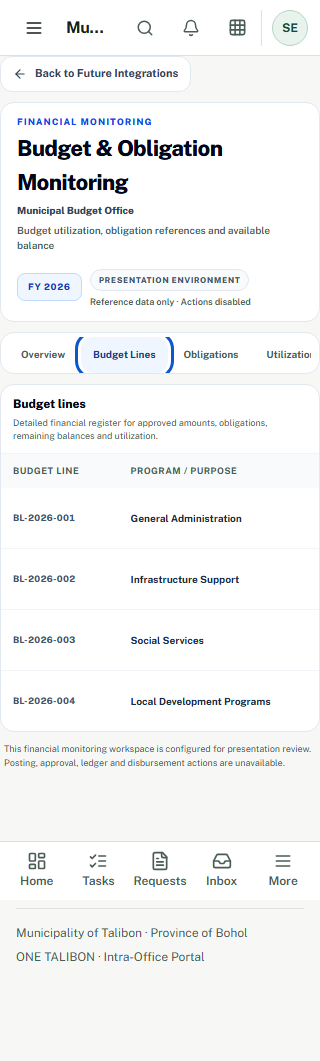 Mu...
SE
Back to Future Integrations
FINANCIAL MONITORING
Budget & Obligation
Monitoring
Municipal Budget Office
Budget utilization, obligation references and available
balance
FY 2026
PRESENTATION ENVIRONMENT
Reference data only · Actions disabled
Overview
Budget Lines
Obligations
Budget lines
Detailed financial register for approved amounts, obligations,
remaining balances and utilization.
BUDGET LINE
PROGRAM / PURPOSE
BL-2026-001
General Administration
BL-2026-002
Infrastructure Support
BL-2026-003
Social Services
BL-2026-004
Local Development Programs
This financial monitoring workspace is configured for presentation review.
Posting, approval, ledger and disbursement actions are unavailable.
Home
Tasks
Requests
Inbox
More
Municipality of Talibon · Province of Bohol
ONE TALIBON · Intra-Office Portal